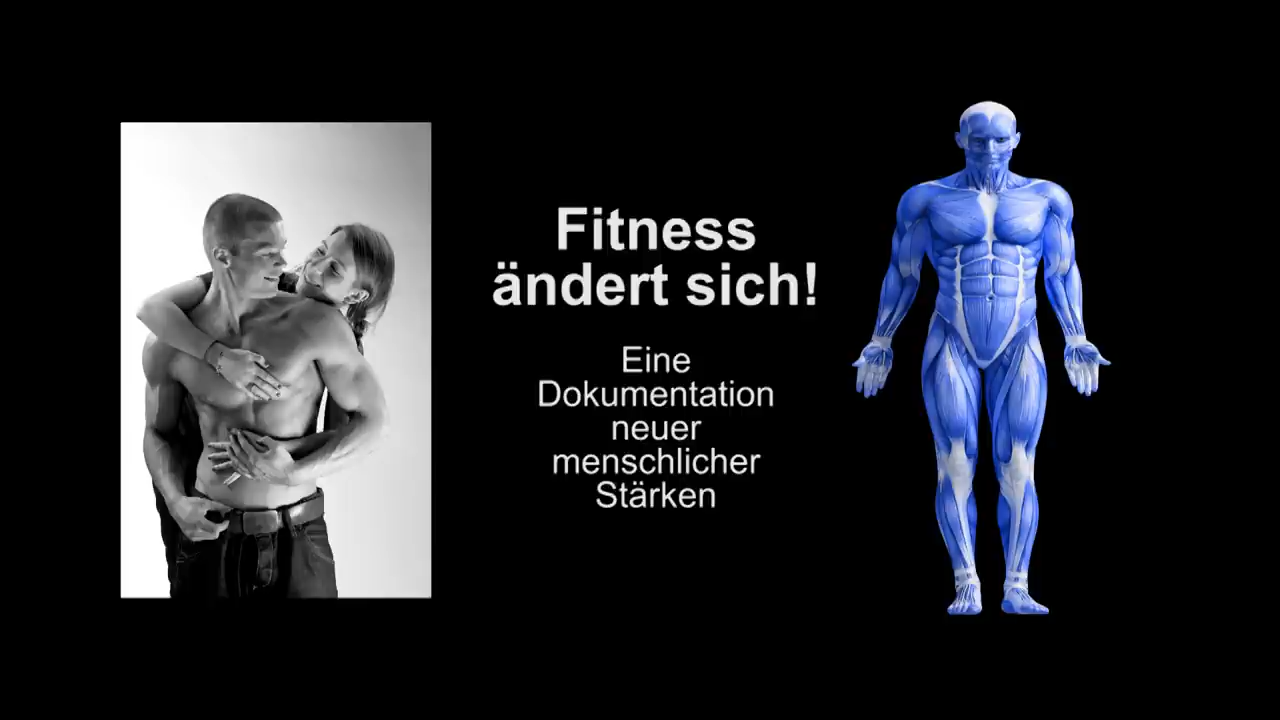 Fitness
ändert sich!
Eine
Dokumentation
neuer
menschlicher
Stärken